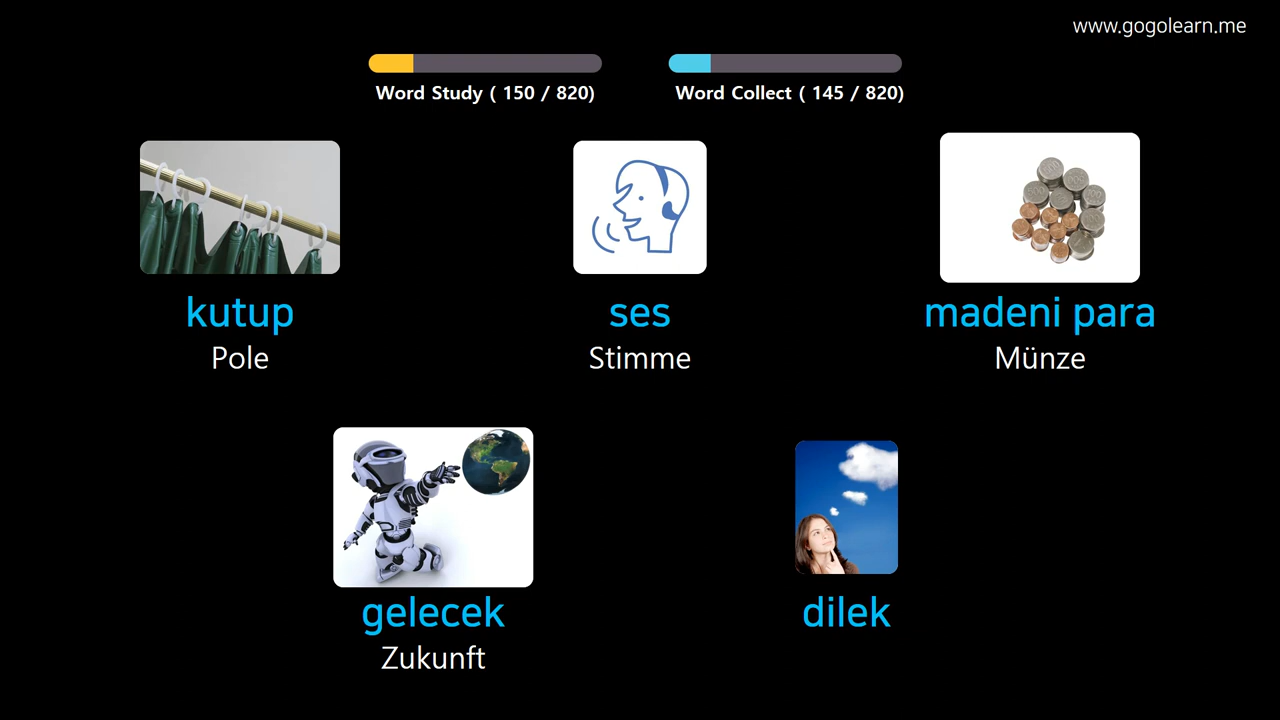 www.gogolearn.me
Word Study ( 150 / 820)
Word Collect ( 145 / 820)
kutup
Pole
ses
Stimme
madeni para
Münze
gelecek
Zukunft
dilek